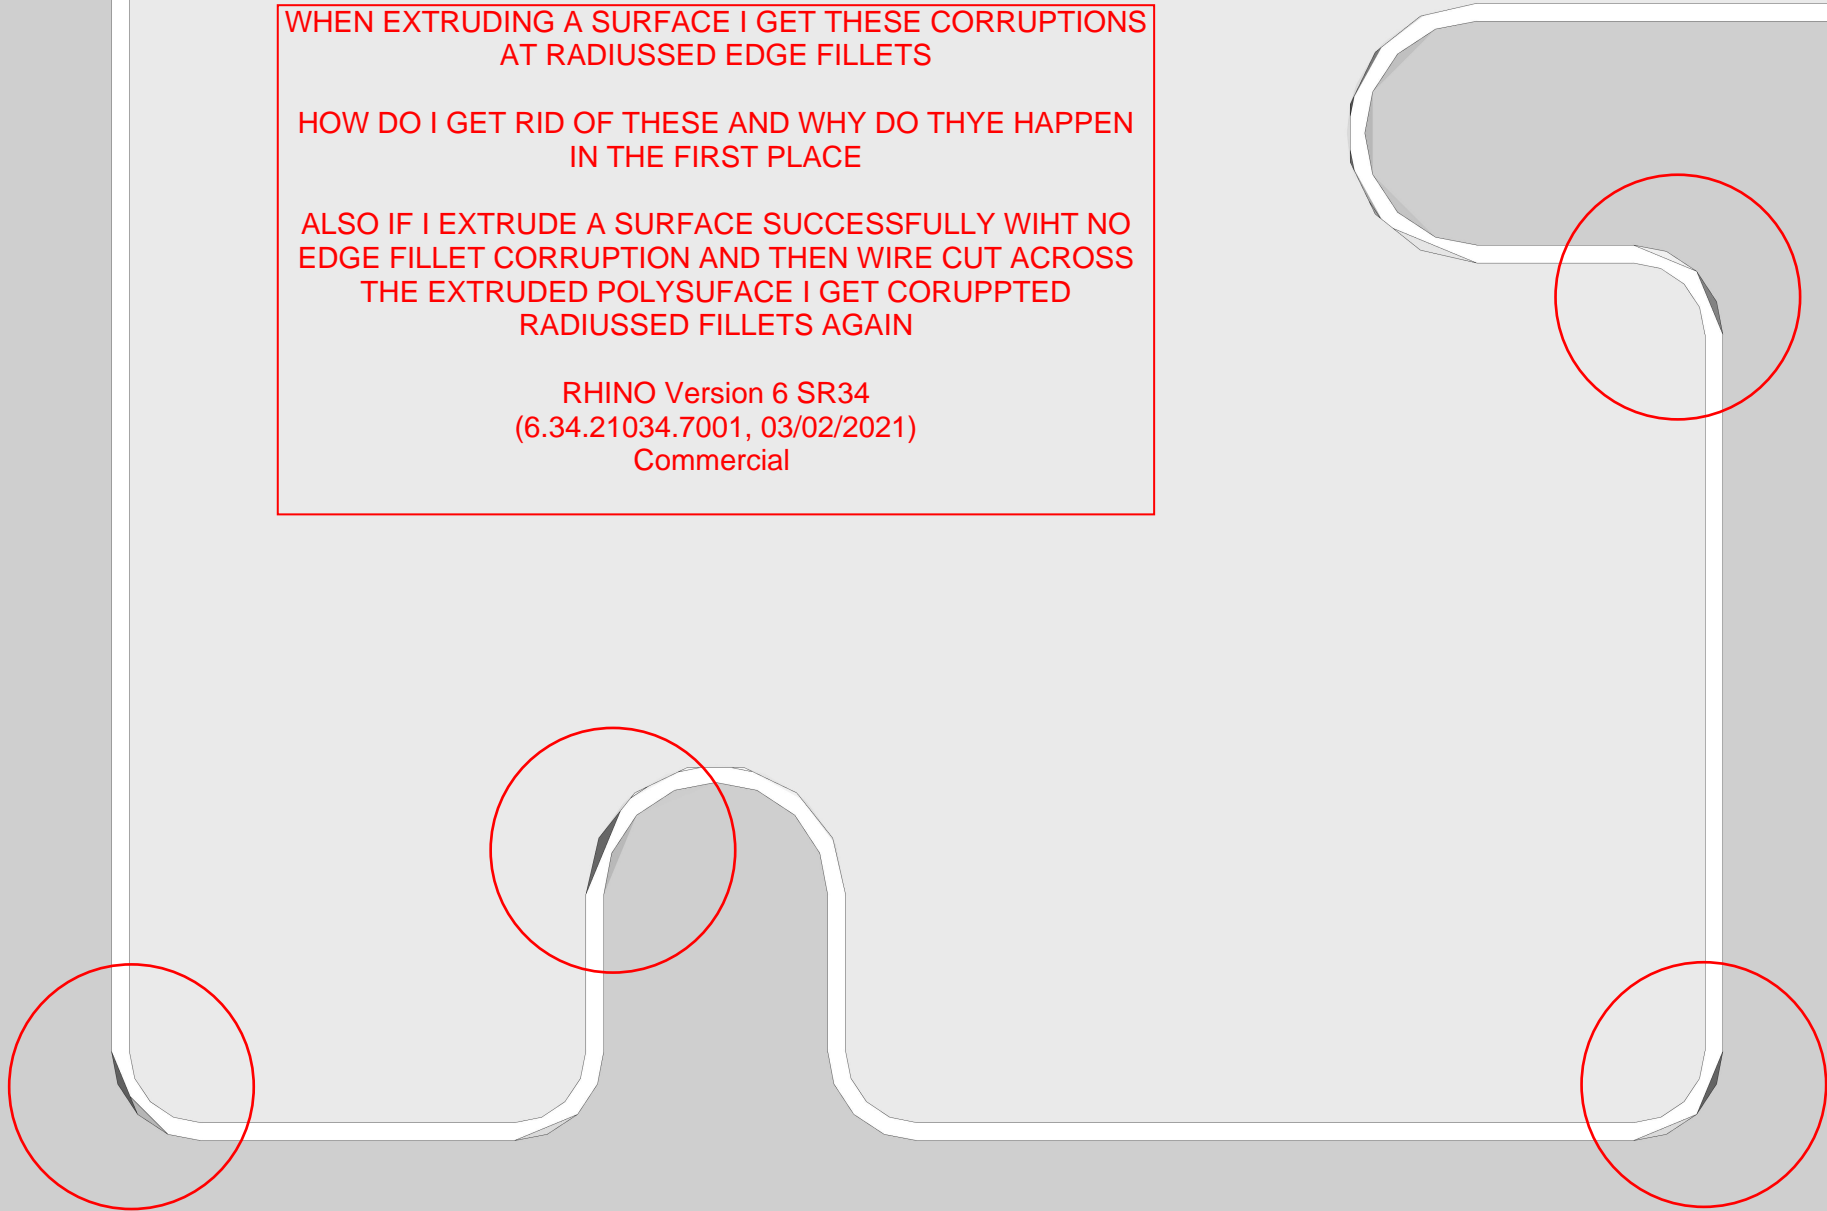 WHEN EXTRUDING A SURFACE I GET THESE CORRUPTIONS
AT RADIUSSED EDGE FILLETS
HOW DO I GET RID OF THESE AND WHY DO THYE HAPPEN
IN THE FIRST PLACE
ALSO IF I EXTRUDE A SURFACE SUCCESSFULLY WIHT NO
EDGE FILLET CORRUPTION AND THEN WIRE CUT ACROSS
THE EXTRUDED POLYSUFACE I GET CORUPPTED
RADIUSSED FILLETS AGAIN
RHINO Version 6 SR34
(6.34.21034.7001, 03/02/2021)
Commercial